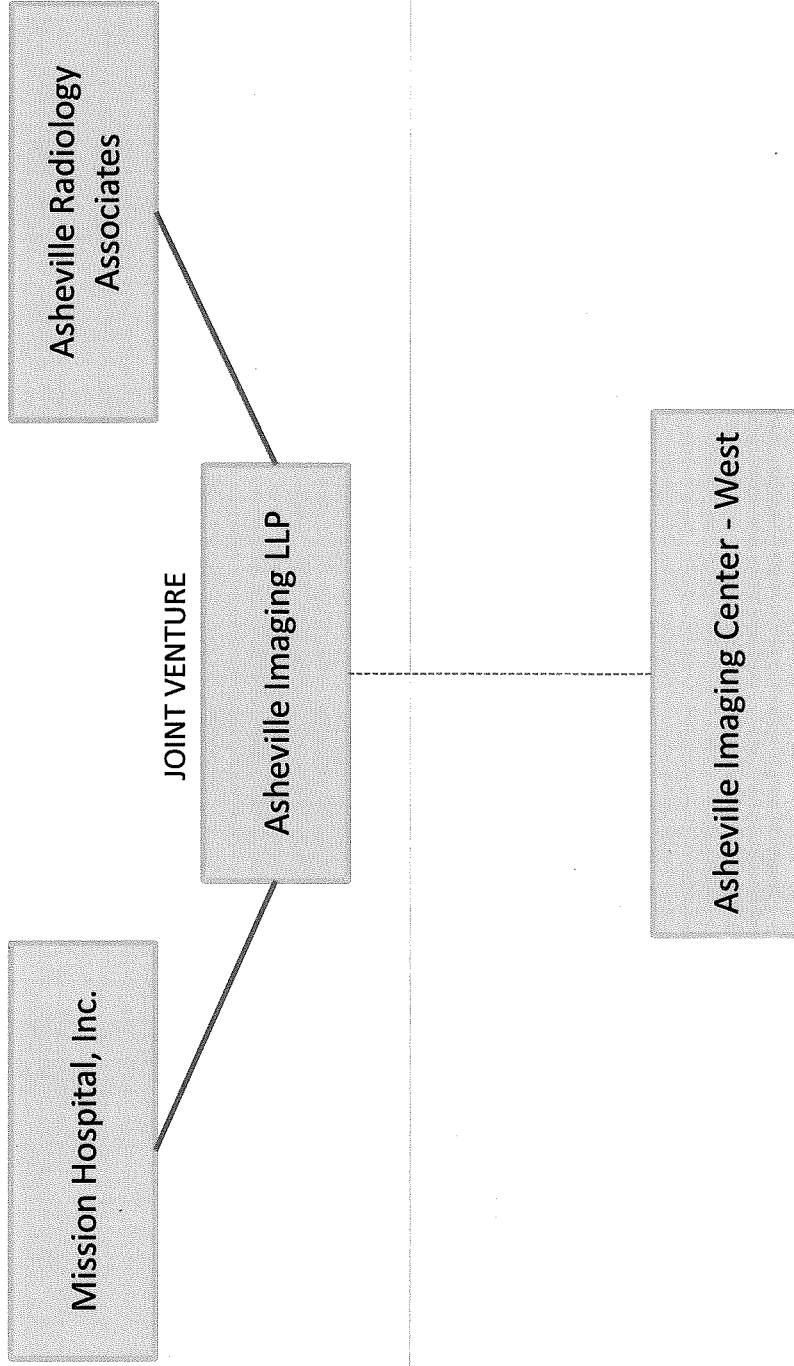 Mission Hospital, Inc.
Asheville Radiology
Associates
JOINT VENTURE
Asheville Imaging LLP
Asheville Imaging Center - West